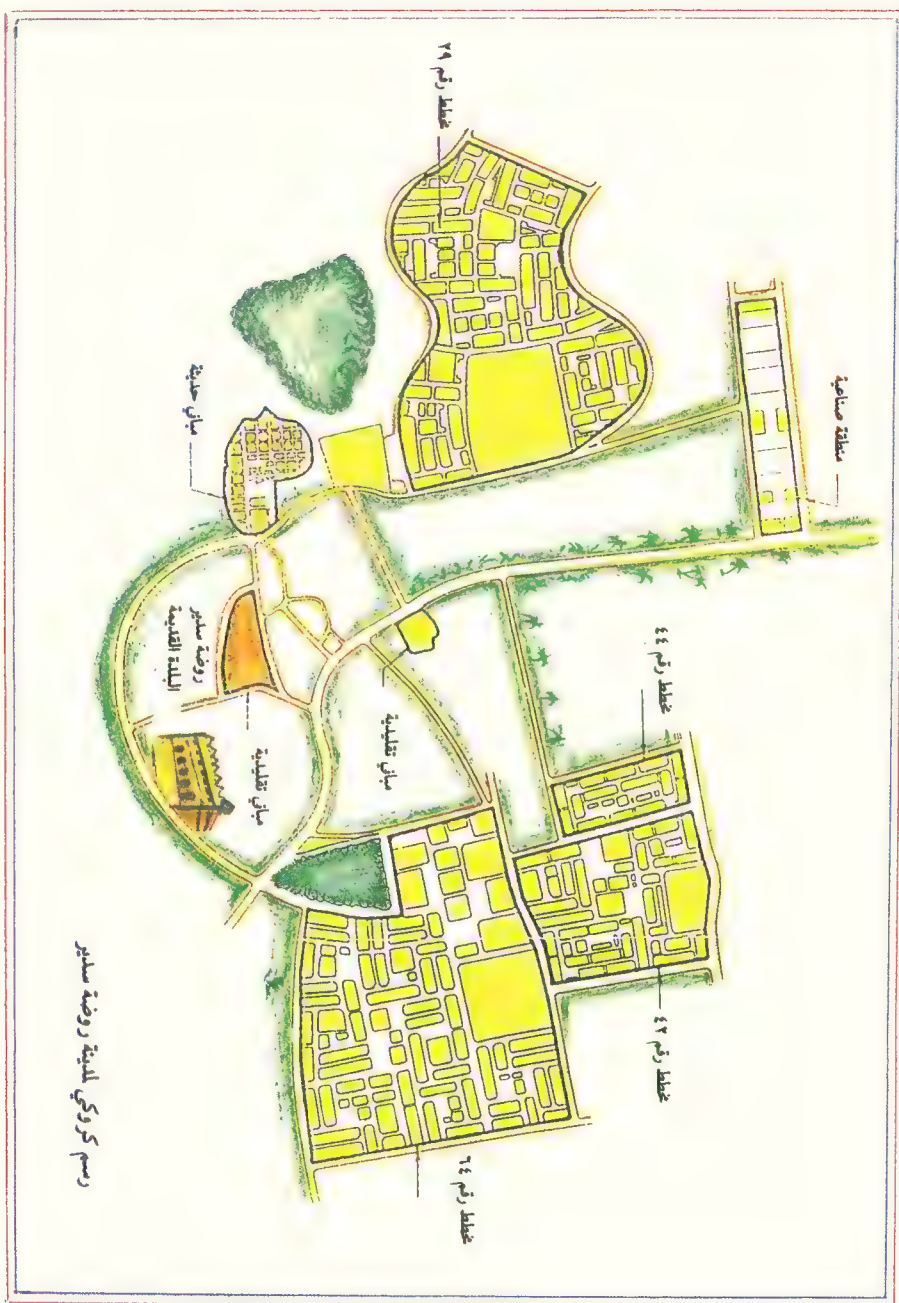 مخطط رقم ٢٩
منطقة صناعية
مباني حديثة
مخطط رقم ٤٤
روضة سدير
البلدة القديمة
مباني تقليدية
مباني تقليدية
مخطط رقم ٤٢
مخطط رقم ٦٤
رسم كروكي لمدينة روضة سدير